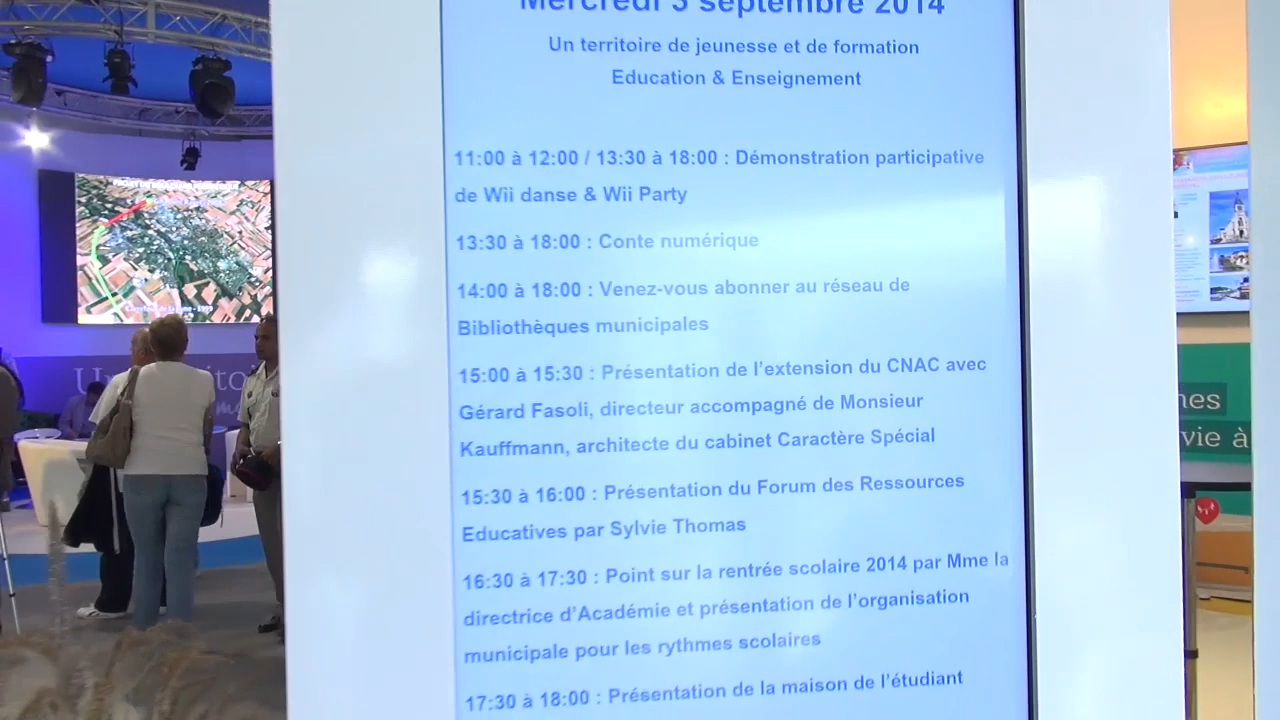 Mercredi 3 septembre 2014
Un territoire de jeunesse et de formation
Education & Enseignement
11:00 à 12:00 / 13:30 à 18:00 : Démonstration participative
de Wii danse & Wii Party
13:30 à 18:00 : Conte numérique
14:00 à 18:00 : Venez-vous abonner au réseau de
Bibliothèques municipales
15:00 à 15:30 : Présentation de l'extension du CNAC avec
Gérard Fasoli, directeur accompagné de Monsieur
Kauffmann, architecte du cabinet Caractère Spécial
15:30 à 16:00 : Présentation du Forum des Ressources
Educatives par Sylvie Thomas
16:30 à 17:30 : Point sur la rentrée scolaire 2014 par Mme la
directrice d'Académie et présentation de l'organisation
municipale pour les rythmes scolaires
17:30 à 18:00 : Présentation de la maison de l'étudiant
vie à